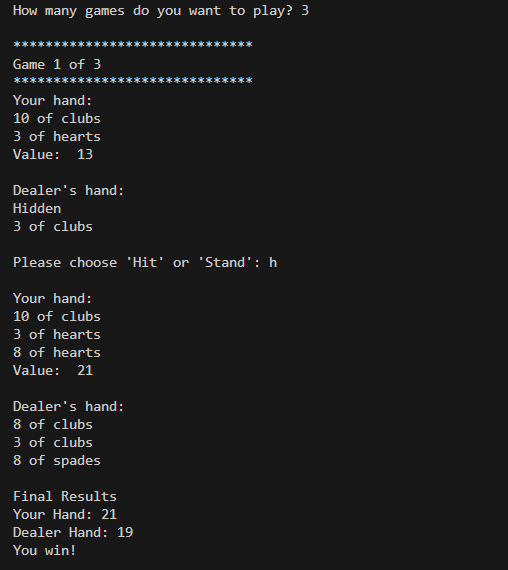 How many games do you want to play? 3
******************************
Game 1 of 3
******************************
Your hand:
10 of clubs
3 of hearts
Value:  13
Dealer's hand:
Hidden
3 of clubs
Please choose 'Hit' or 'Stand': h
Your hand:
10 of clubs
3 of hearts
8 of hearts
Value:  21
Dealer's hand:
8 of clubs
3 of clubs
8 of spades
Final Results
Your Hand: 21
Dealer Hand: 19
You win!